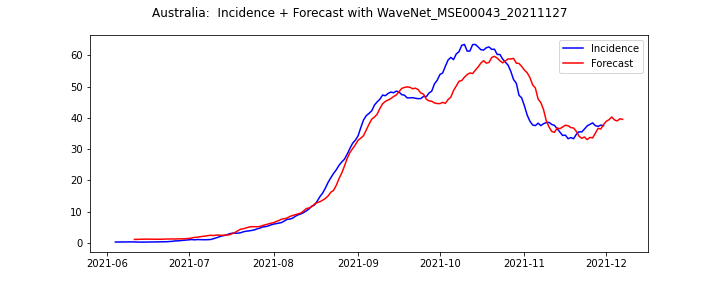 Australia:  Incidence + Forecast with WaveNet_MSE00043_20211127
Incidence
Forecast
60
50
40
30
20
10
0
2021-06 2021-07 2021-08 2021-09 2021-10 2021-11 2021-12